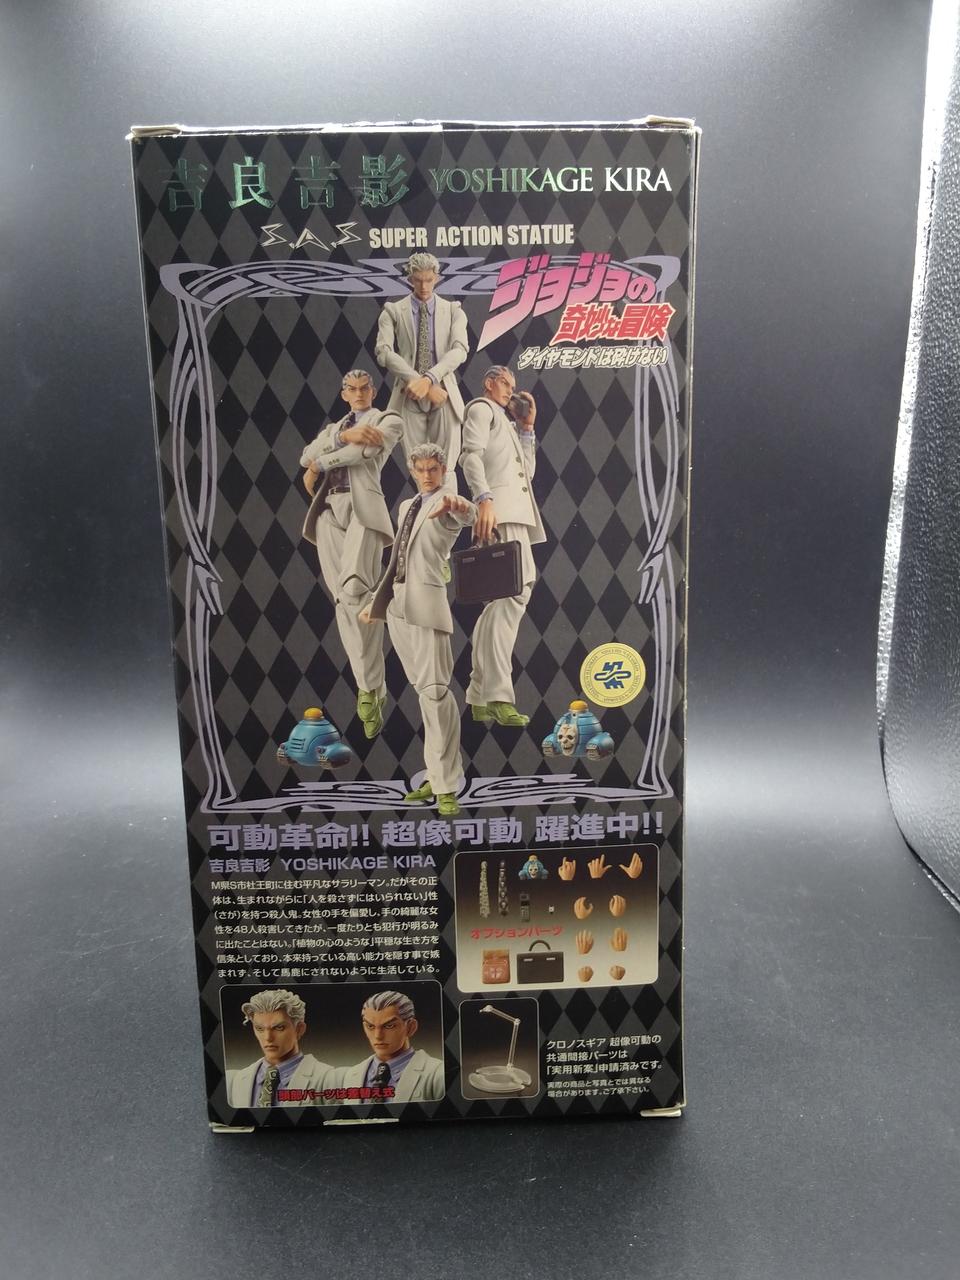 吉良吉影 YOSHIKAGE KIRA
S.A.S SUPER ACTION STATUE
ジョジョの
奇妙な冒険
ダイヤモンドは砕けない
可動革命!! 超像可動 躍進中!!
吉良吉影 YOSHIKAGE KIRA
M県S市杜王町に住む平凡なサラリーマン。だがその正
体は、生まれながらに「人を殺さずにはいられない」性
(さが)を持つ殺人鬼。女性の手を偏愛し、手の綺麗な女
性を48人殺害してきたが、一度たりとも犯行が明るみ
に出たことはない。「植物の心のような」平穏な生き方を
信条としており、本来持っている高い能力を隠す事で嫉
まれず、そして馬鹿にされないように生活している。
オプションパーツ
頭部パーツは差替え式
クロノスギア 超像可動の
共通間接パーツは
「実用新案」申請済みです。
実際の商品と写真とでは異なる
場合があります。ご了承下さい。